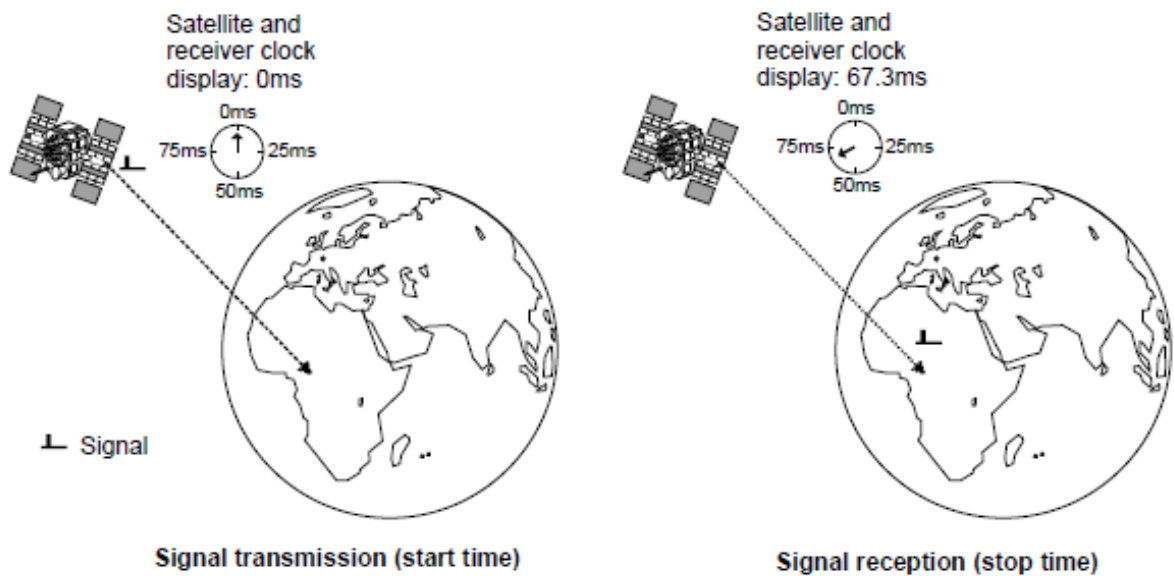 Satellite and
receiver clock
display: 0ms
0ms
75ms
25ms
50ms
Signal
Signal transmission (start time)
Satellite and
receiver clock
display: 67.3ms
0ms
75ms
25ms
50ms
Signal reception (stop time)